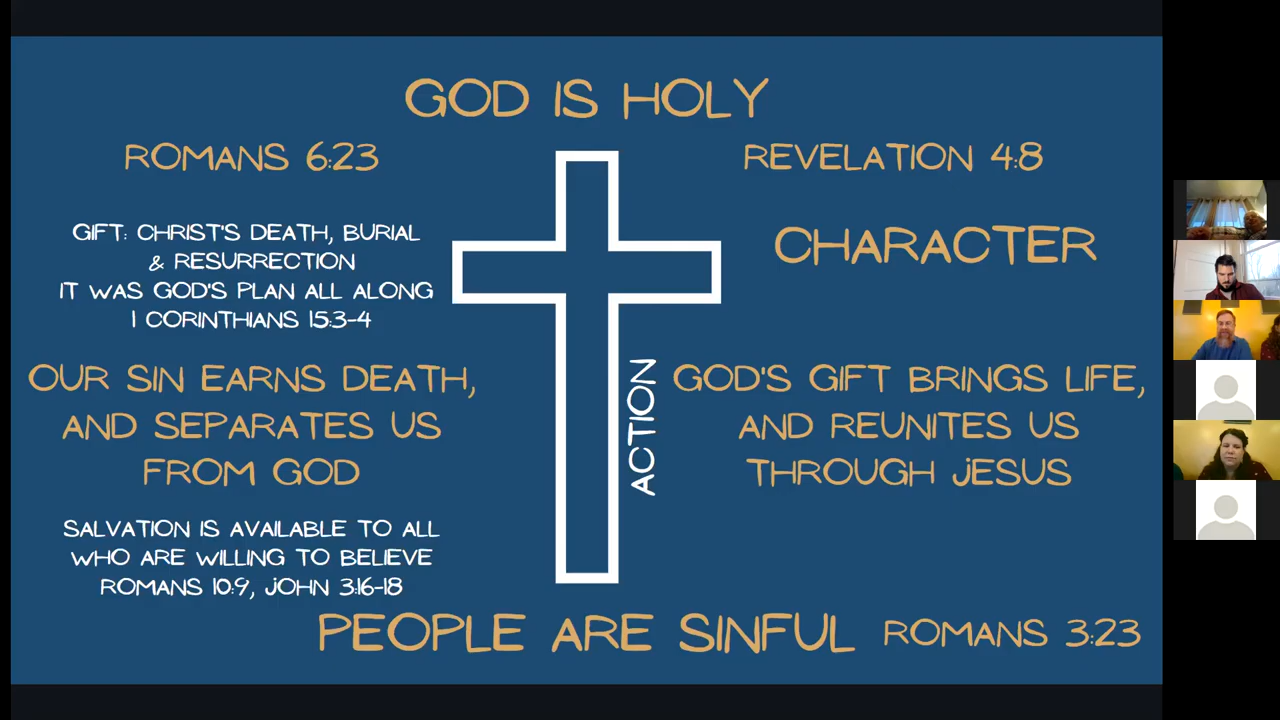 GOD IS HOLY
ROMANS 6:23
REVELATION 4:8
GIFT: CHRIST'S DEATH, BURIAL
& RESURRECTION
IT WAS GOD'S PLAN ALL ALONG
1 CORINTHIANS 15:3-4
CHARACTER
OUR SIN EARNS DEATH,
AND SEPARATES US
FROM GOD
ACTION
GOD'S GIFT BRINGS LIFE,
AND REUNITES US
THROUGH JESUS
SALVATION IS AVAILABLE TO ALL
WHO ARE WILLING TO BELIEVE
ROMANS 10:9, JOHN 3:16-18
PEOPLE ARE SINFUL
ROMANS 3:23